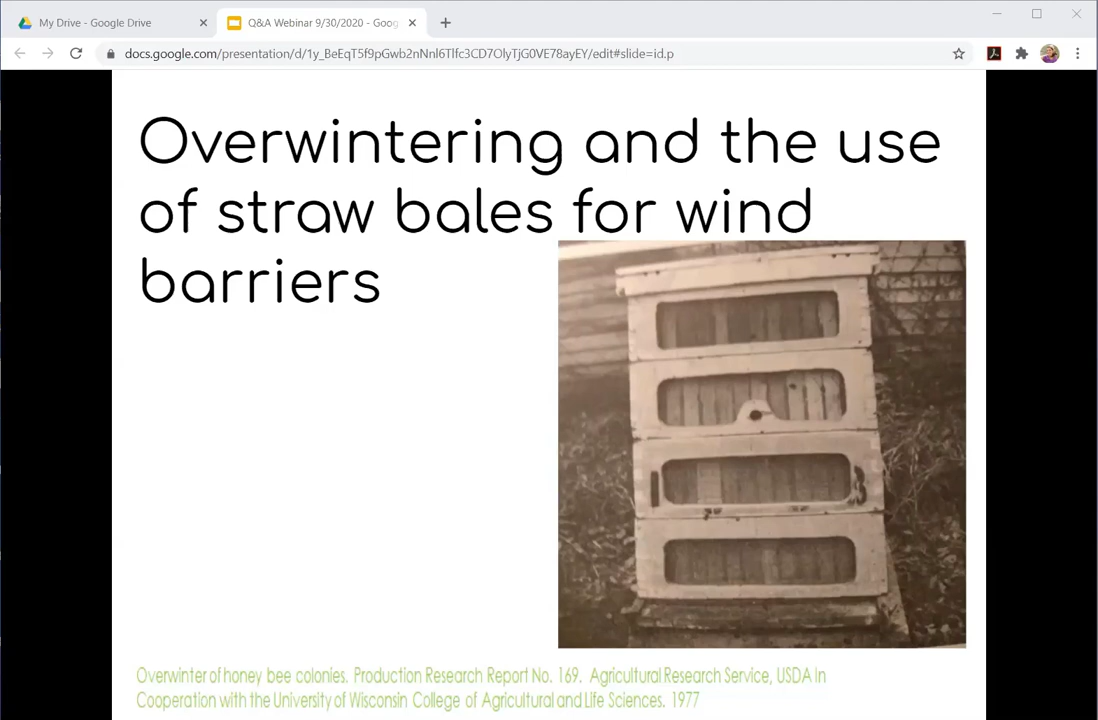 My Drive - Google Drive
Q&A Webinar 9/30/2020 - Goog
docs.google.com/presentation/d/1y_BeEqT5f9pGwb2nNnl6Tlfc3CD7OlyTjG0VE78ayEY/edit#slide=id.p
Overwintering and the use
of straw bales for wind
barriers
Overwinter of honey bee colonies. Production Research Report No. 169. Agricultural Research Service, USDA In
Cooperation with the University of Wisconsin College of Agricultural and Life Sciences. 1977